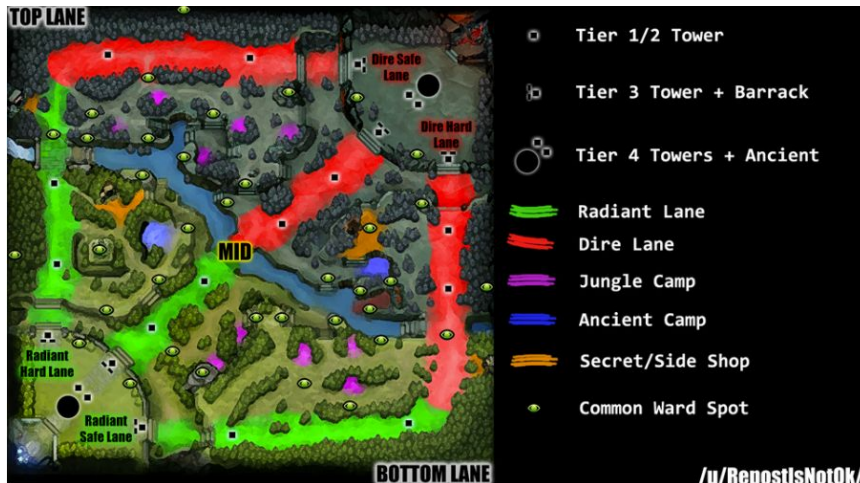 TOP LANE
Dire Safe
Lane
Dire Hard
Lane
MID
Radiant
Hard Lane
Radiant
Safe Lane
BOTTOM LANE
Tier 1/2 Tower
Tier 3 Tower + Barrack
Tier 4 Towers + Ancient
Radiant Lane
Dire Lane
Jungle Camp
Ancient Camp
Secret/Side Shop
Common Ward Spot
/u/RepostIsNotOk/